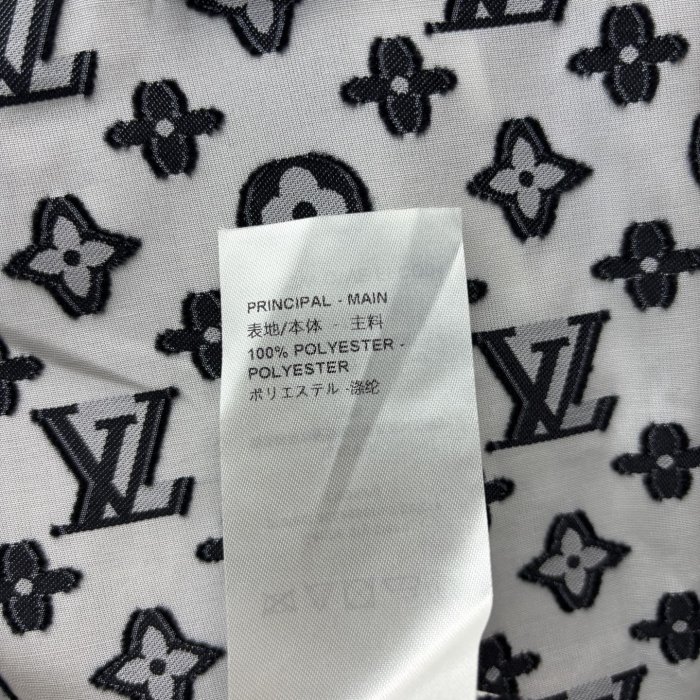 PRINCIPAL - MAIN
表地/本体 - 主料
100% POLYESTER -
POLYESTER
ポリエステル -涤纶